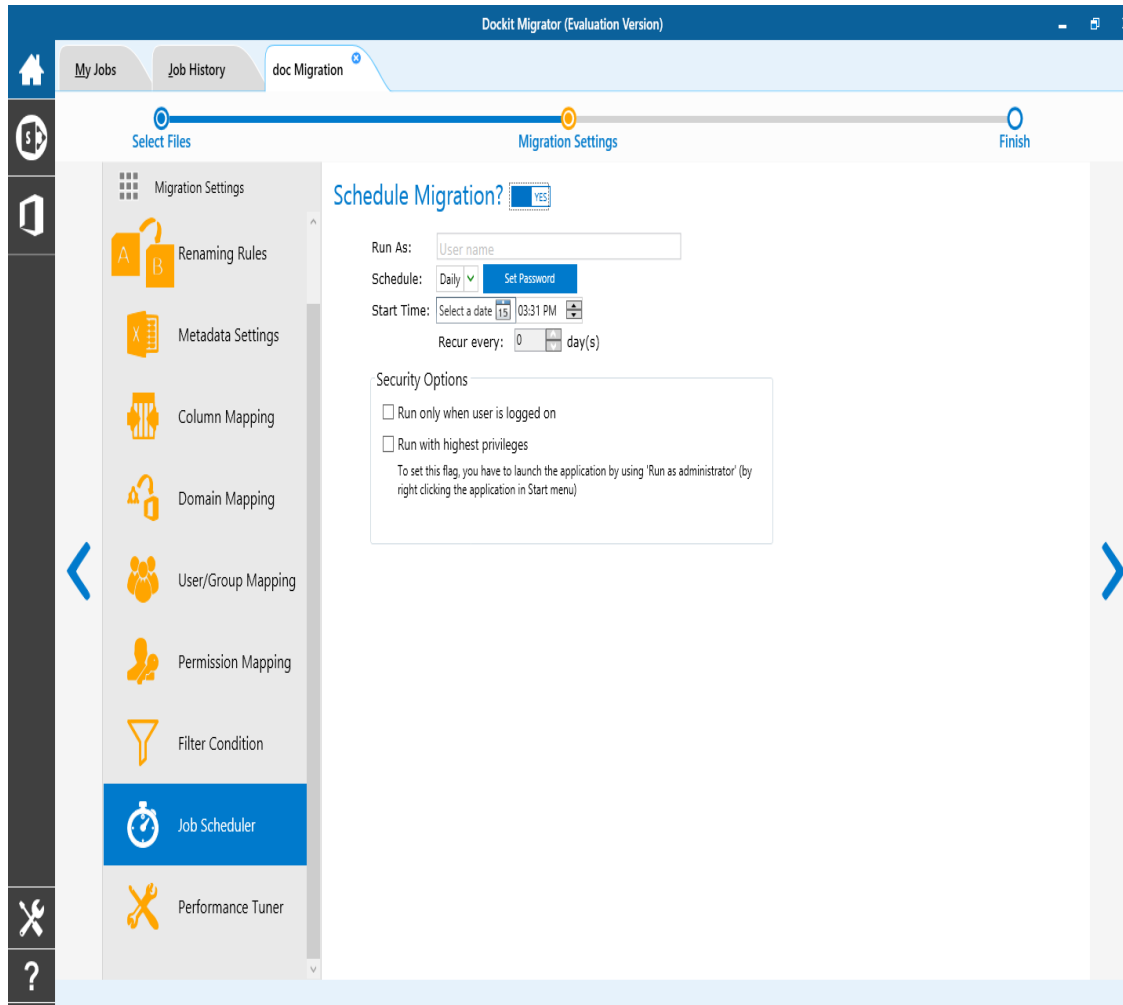 Dockit Migrator (Evaluation Version)
My Jobs
Job History
doc Migration
Select Files
Migration Settings
Finish
Migration Settings
A B
Renaming Rules
Metadata Settings
Column Mapping
Domain Mapping
User/Group Mapping
Permission Mapping
Filter Condition
Job Scheduler
Performance Tuner
Schedule Migration? YES
Run As: User name
Schedule: Daily Set Password
Start Time: Select a date 15 03:31 PM
Recur every: 0 day(s)
Security Options
Run only when user is logged on
Run with highest privileges
To set this flag, you have to launch the application by using 'Run as administrator' (by
right clicking the application in Start menu)
S
X
?